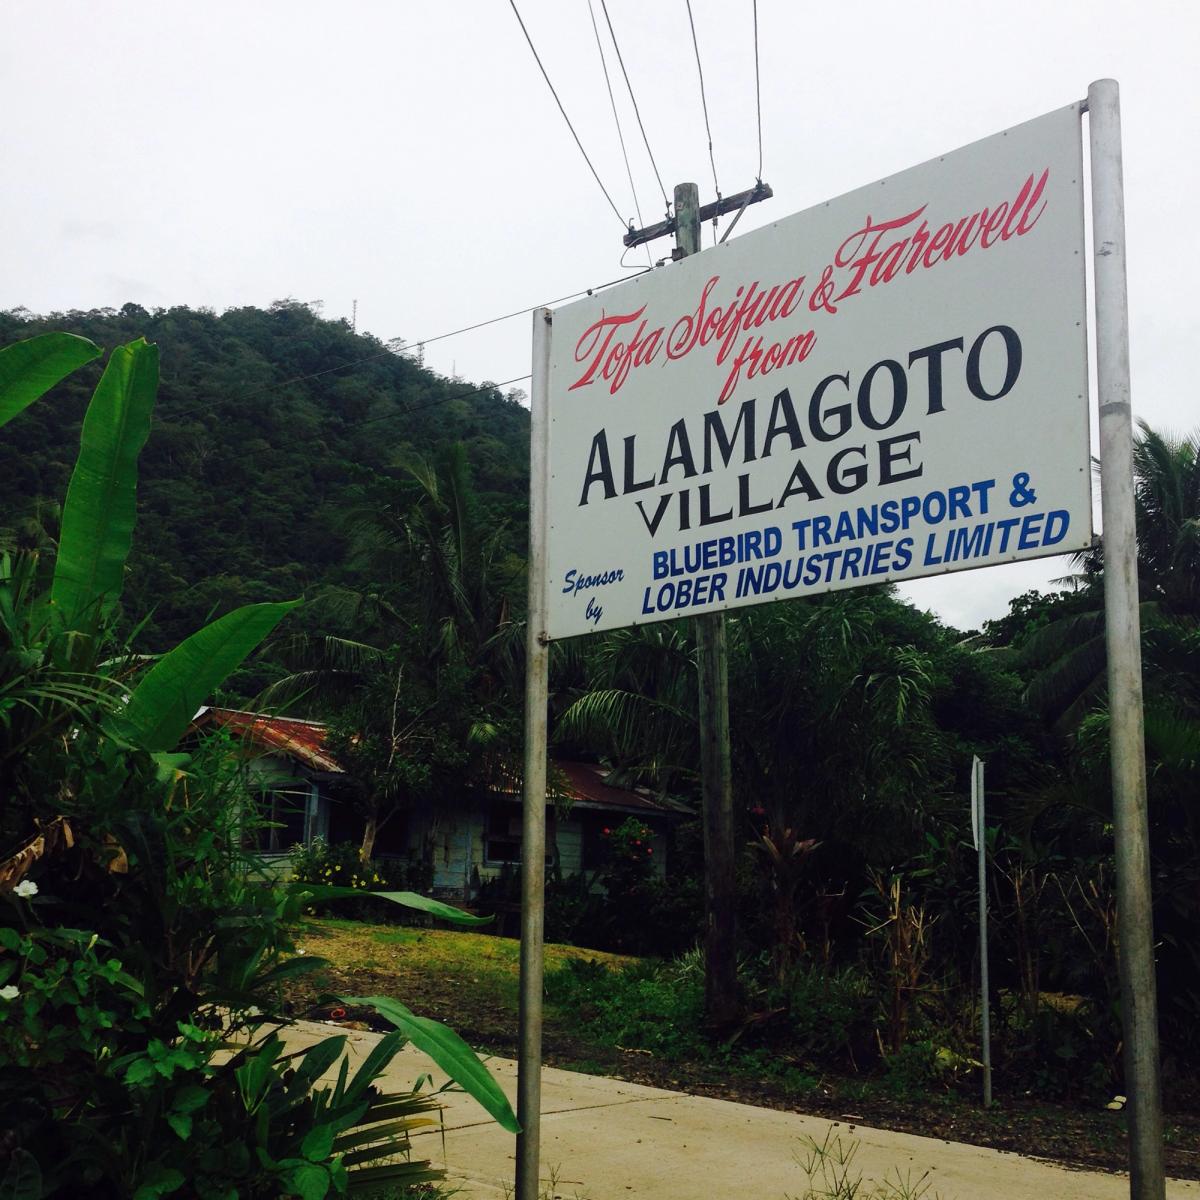 Tofa Soifua & Farewell
from
ALAMAGOTO
VILLAGE
Sponsor by
BLUEBIRD TRANSPORT &
LOBER INDUSTRIES LIMITED